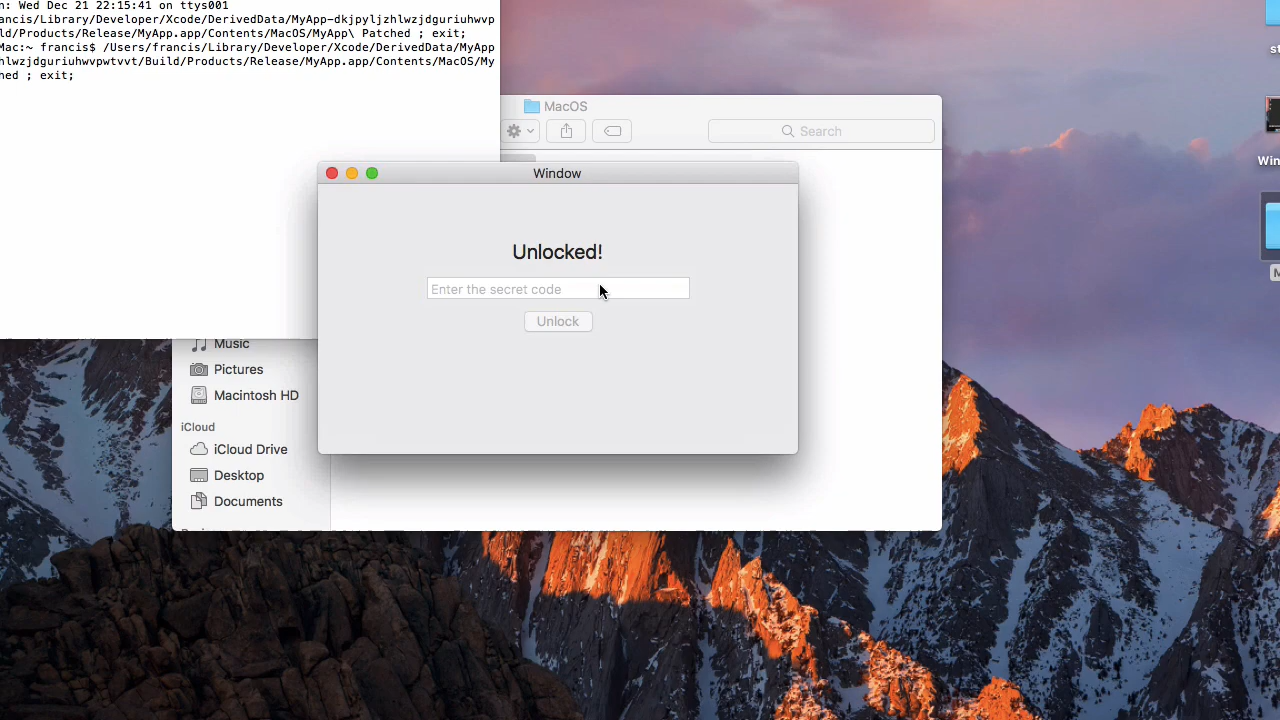 n: Wed Dec 21 22:15:41 on ttys001
ancis/Library/Developer/Xcode/DerivedData/MyApp-dkjpyljzhlwzjdguriuhwvp
ld/Products/Release/MyApp.app/Contents/MacOS/MyApp\ Patched ; exit;
Mac:~ francis$ /Users/francis/Library/Developer/Xcode/DerivedData/MyApp
hlwzjdguriuhwvpwtvvt/Build/Products/Release/MyApp.app/Contents/MacOS/My
hed ; exit;
MacOS
Search
Window
Unlocked!
Enter the secret code
Unlock
Music
Pictures
Macintosh HD
iCloud
iCloud Drive
Desktop
Documents
st
Win
M